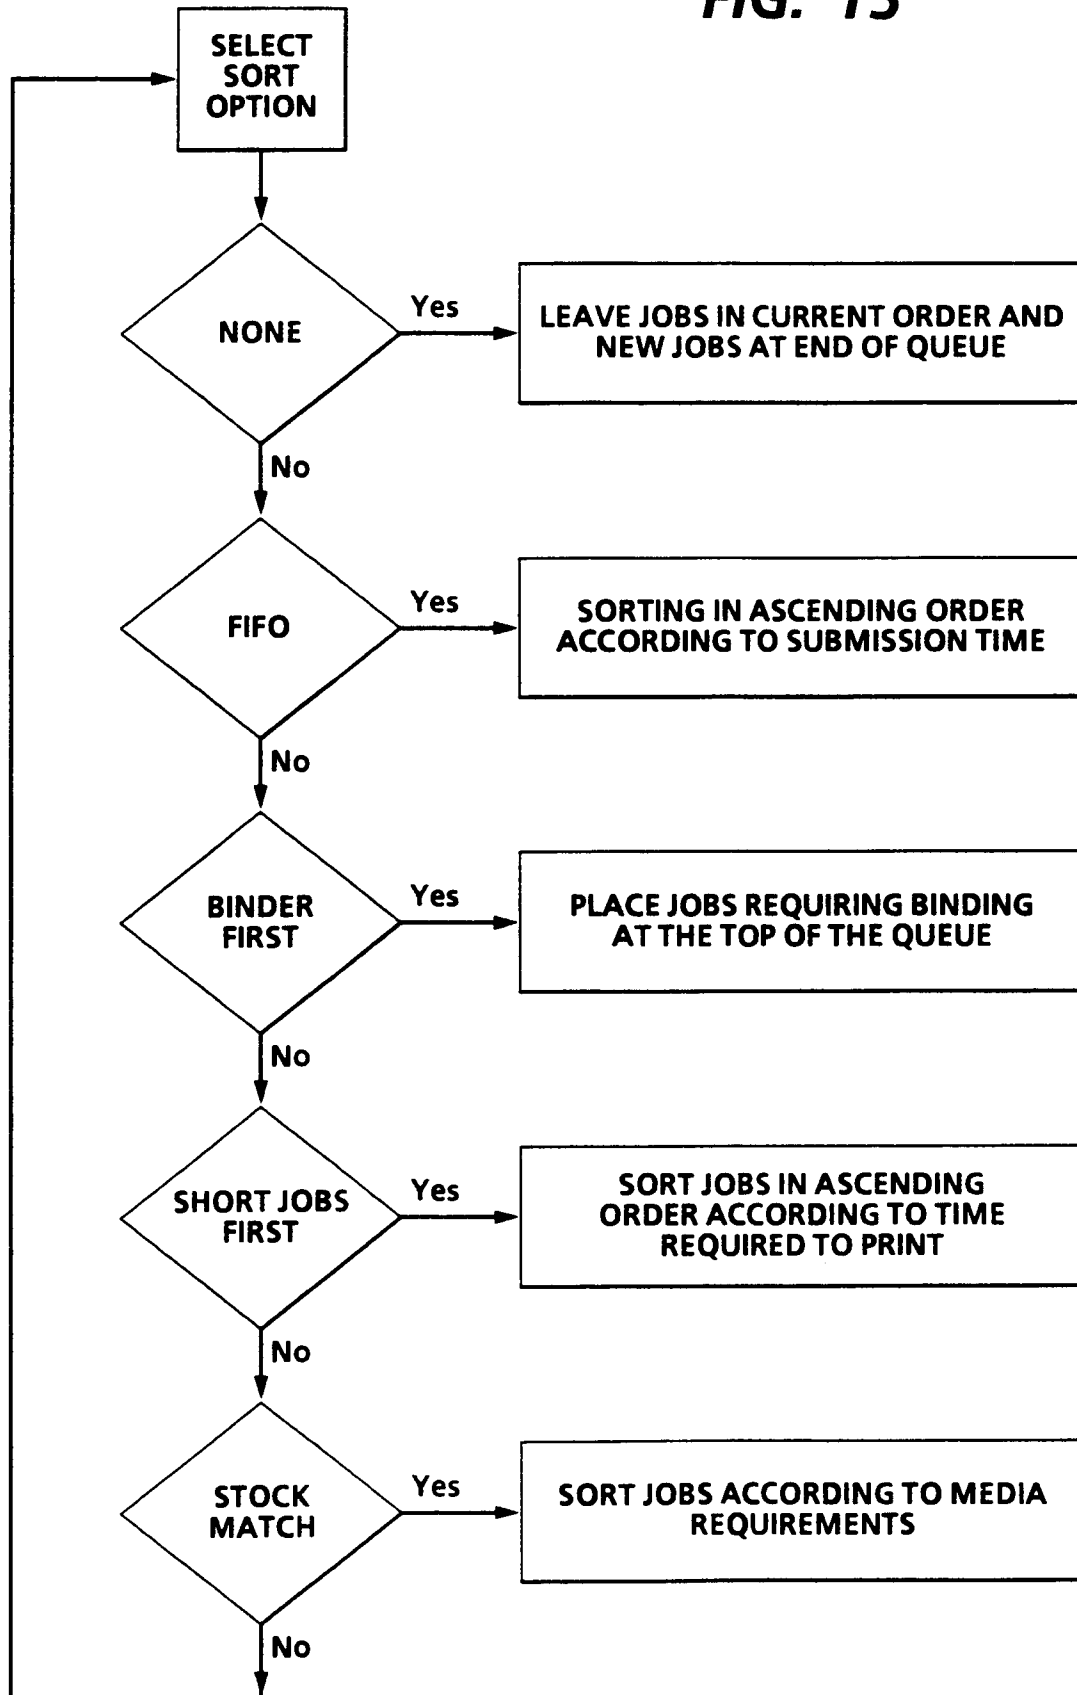 FIG. 13
SELECT
SORT
OPTION
NONE
Yes
LEAVE JOBS IN CURRENT ORDER AND
NEW JOBS AT END OF QUEUE
No
FIFO
Yes
SORTING IN ASCENDING ORDER
ACCORDING TO SUBMISSION TIME
No
BINDER
FIRST
Yes
PLACE JOBS REQUIRING BINDING
AT THE TOP OF THE QUEUE
No
SHORT JOBS
FIRST
Yes
SORT JOBS IN ASCENDING
ORDER ACCORDING TO TIME
REQUIRED TO PRINT
No
STOCK
MATCH
Yes
SORT JOBS ACCORDING TO MEDIA
REQUIREMENTS
No